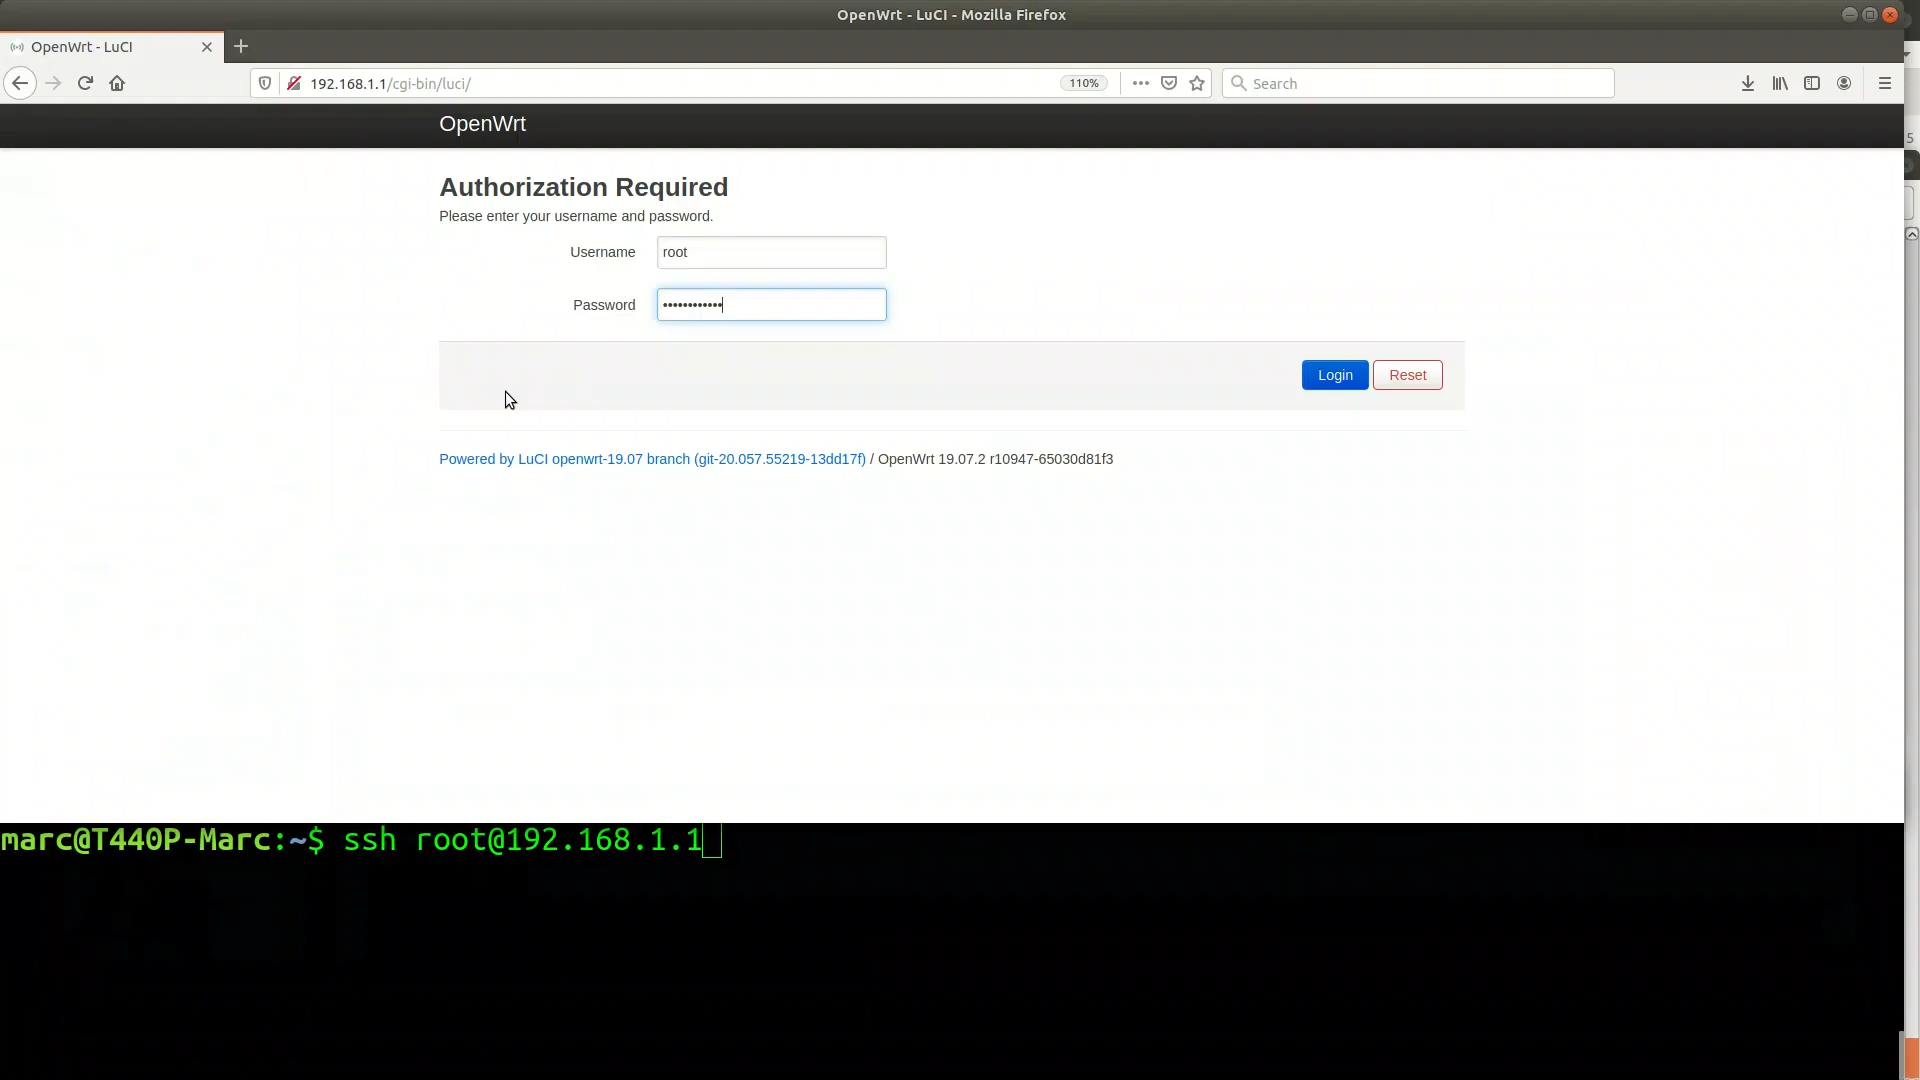 OpenWrt - LuCI - Mozilla Firefox
OpenWrt - LuCI
192.168.1.1/cgi-bin/luci/
110%
Search
OpenWrt
5
Authorization Required
Please enter your username and password.
Username root
Password ••••••••••••
Login Reset
Powered by LuCI openwrt-19.07 branch (git-20.057.55219-13dd17f) / OpenWrt 19.07.2 r10947-65030d81f3
marc@T440P-Marc:~$ ssh root@192.168.1.1